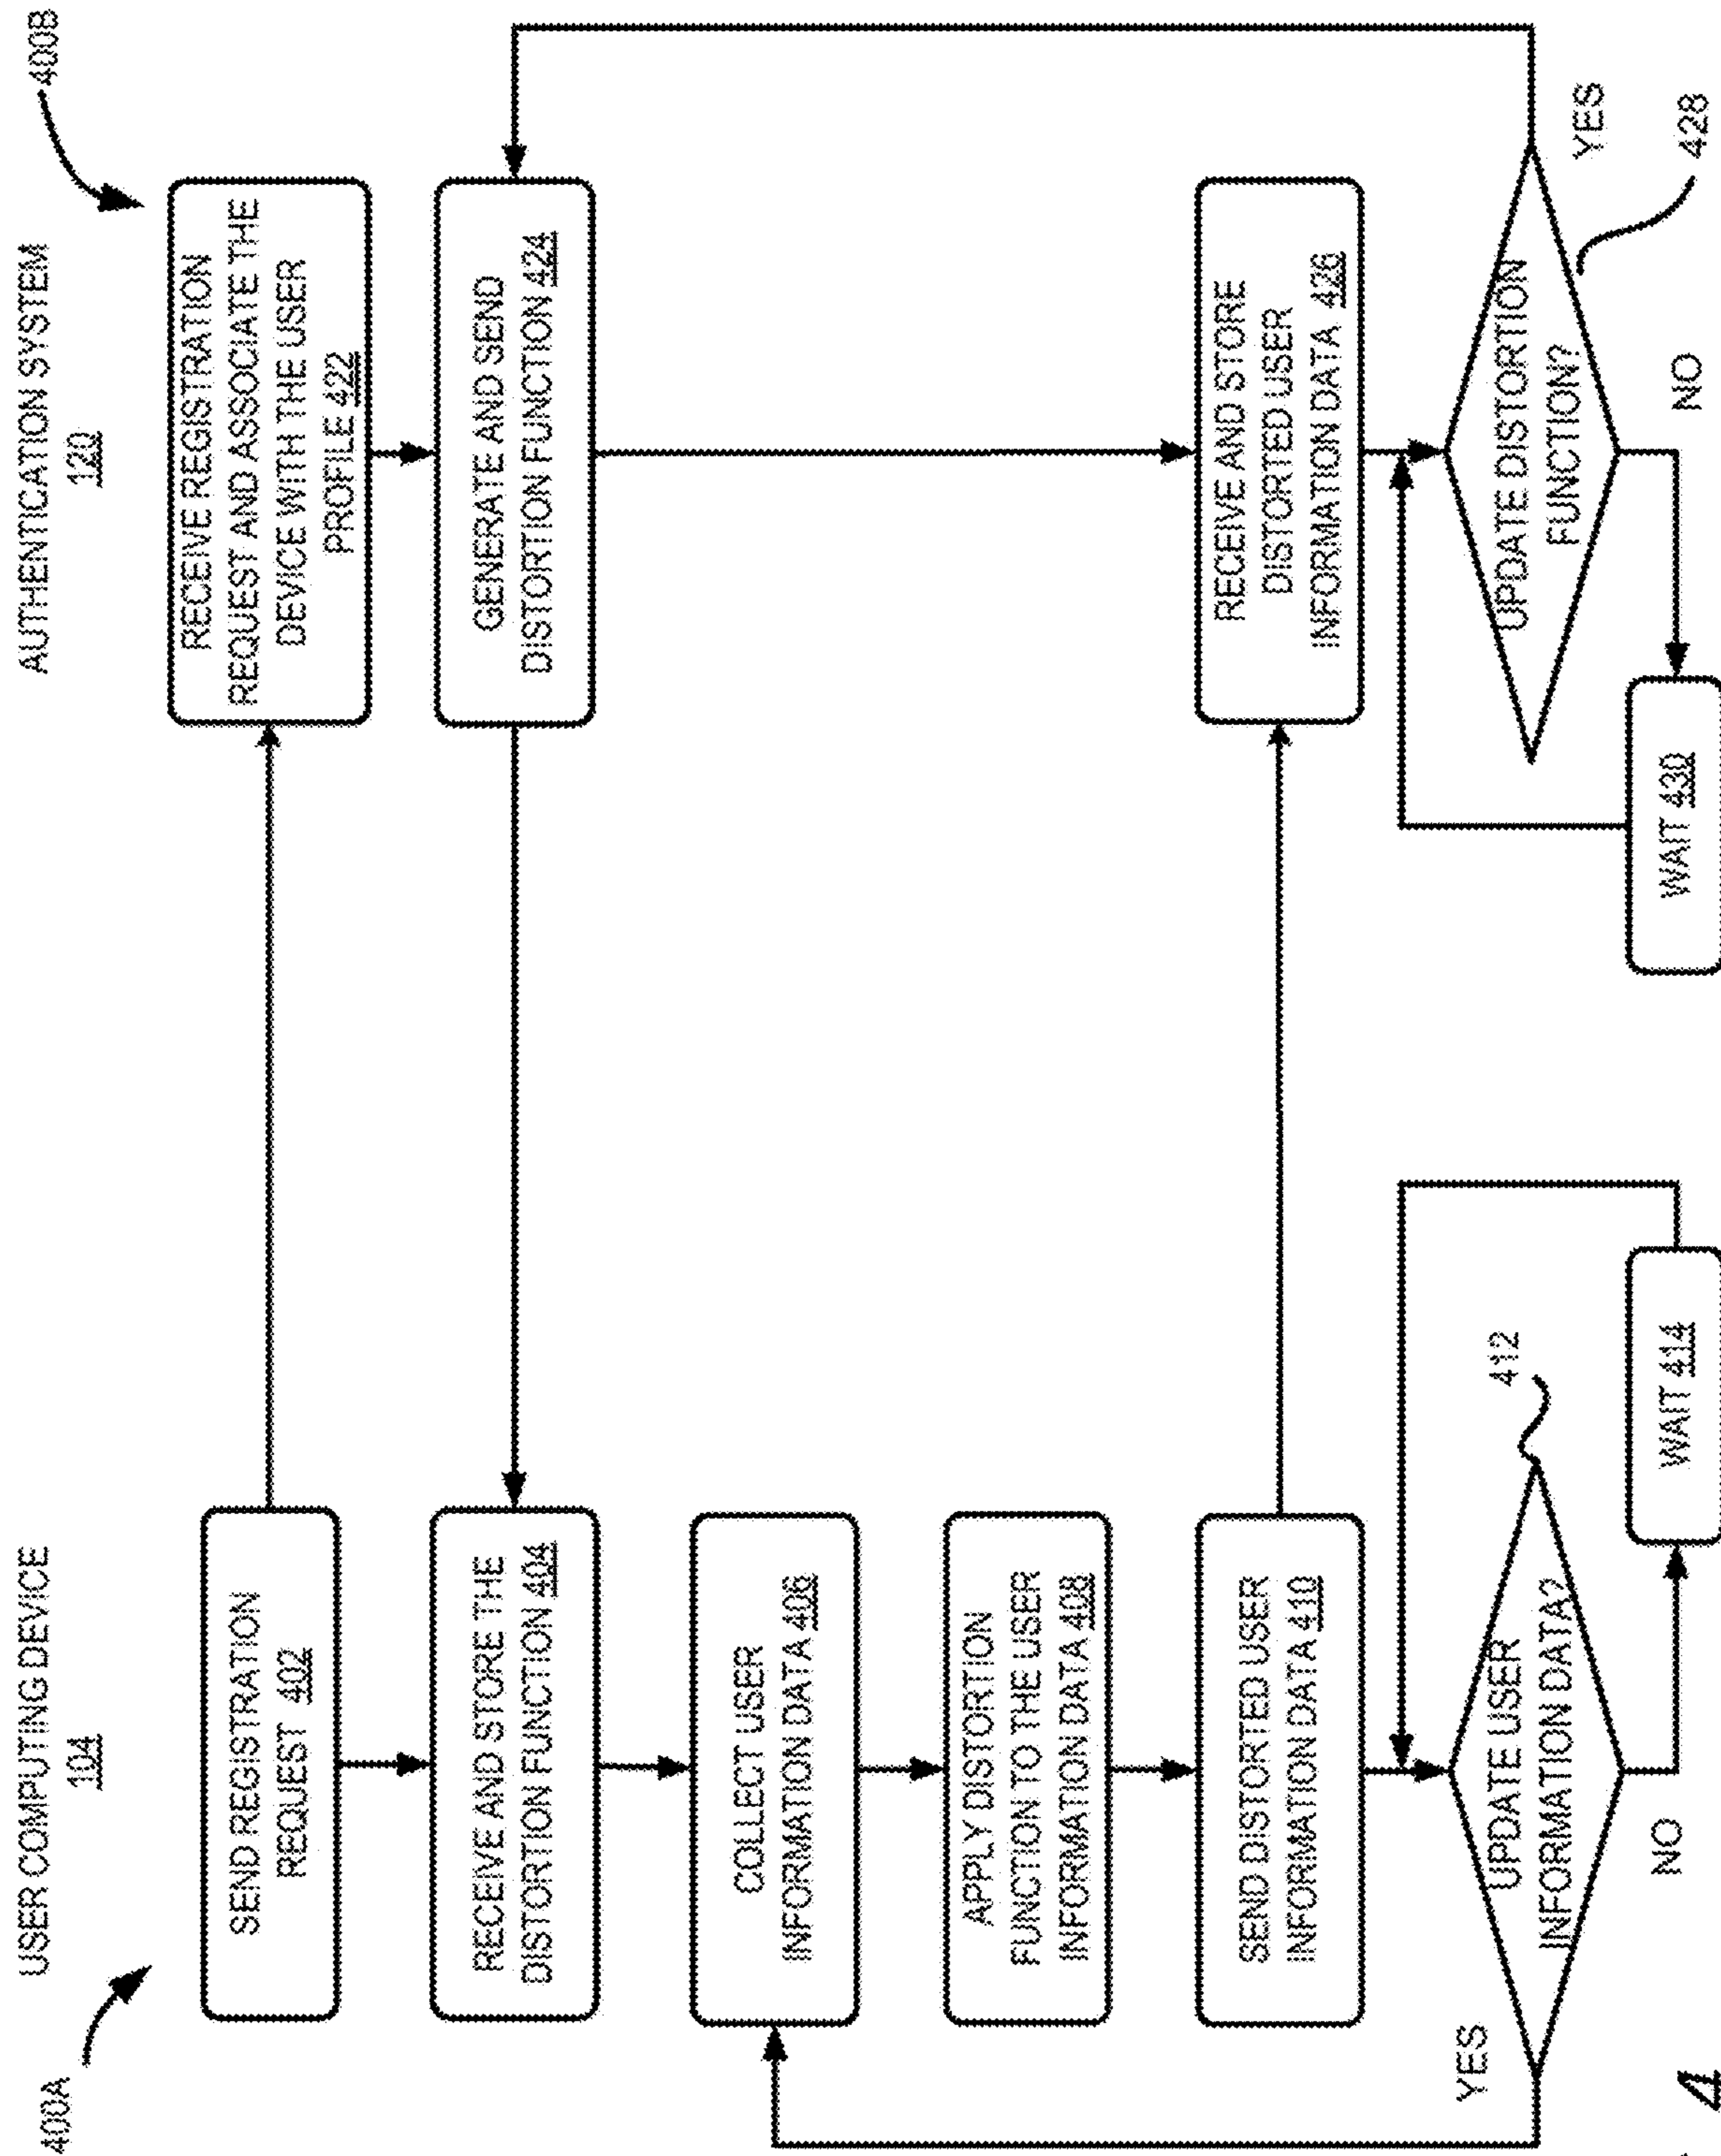 400A
USER COMPUTING DEVICE
104
SEND REGISTRATION
REQUEST 402
RECEIVE AND STORE THE
DISTORTION FUNCTION 404
COLLECT USER
INFORMATION DATA 406
APPLY DISTORTION
FUNCTION TO THE USER
INFORMATION DATA 408
SEND DISTORTED USER
INFORMATION DATA 410
YES
UPDATE USER
INFORMATION DATA?
412
NO
WAIT 414
AUTHENTICATION SYSTEM
120
400B
RECEIVE REGISTRATION
REQUEST AND ASSOCIATE THE
DEVICE WITH THE USER
PROFILE 422
GENERATE AND SEND
DISTORTION FUNCTION 424
RECEIVE AND STORE
DISTORTED USER
INFORMATION DATA 426
UPDATE DISTORTION
FUNCTION?
YES
428
NO
WAIT 430
4